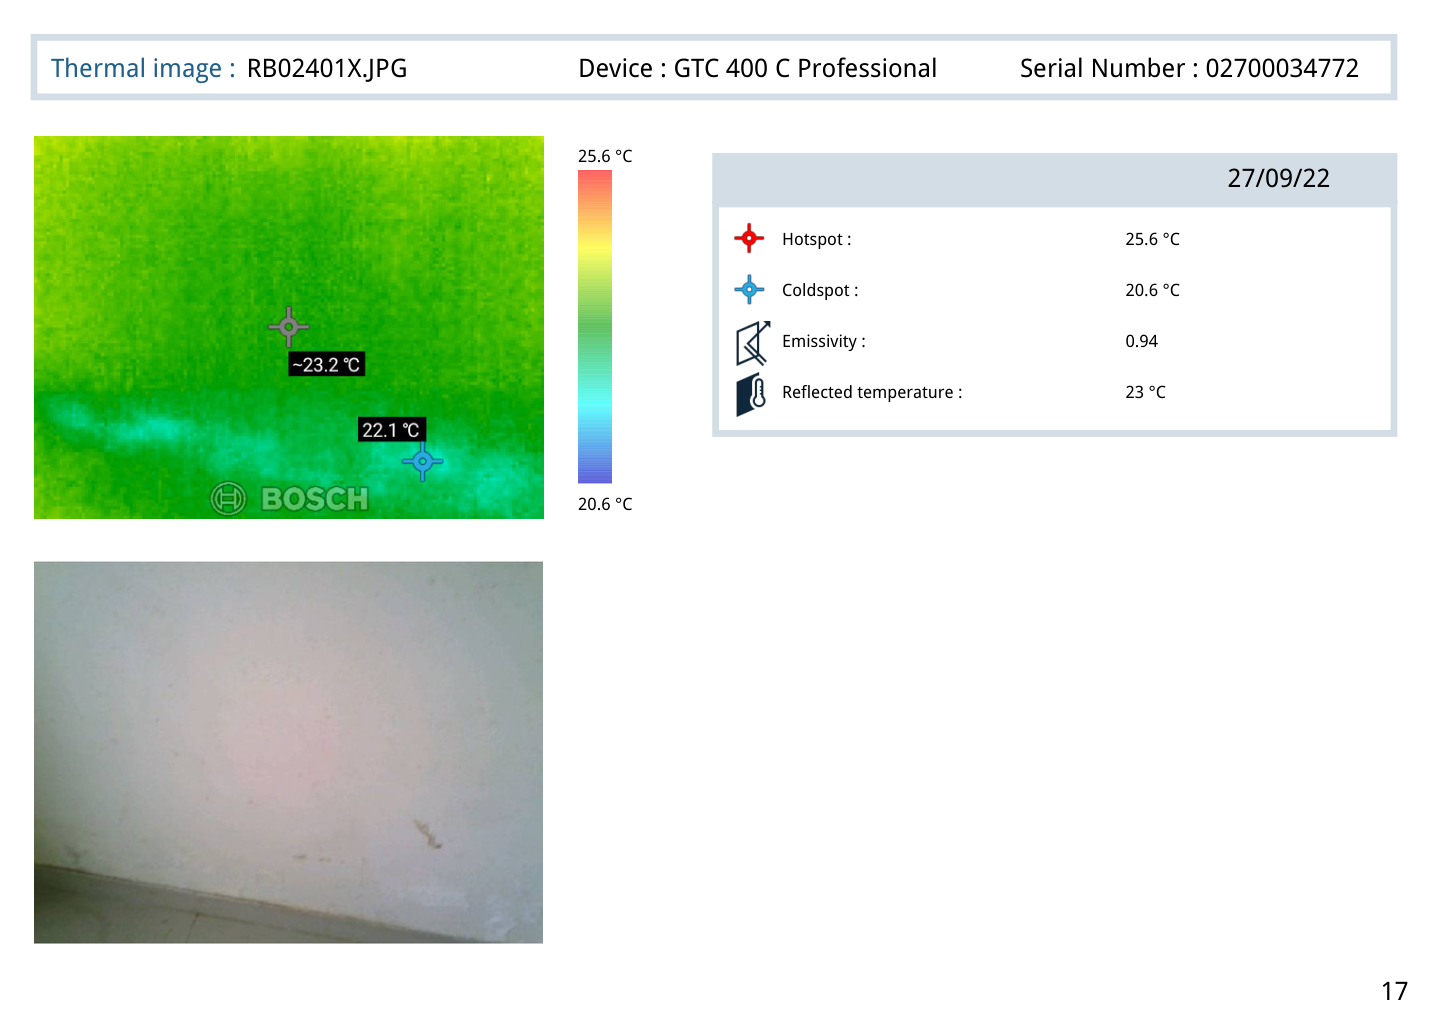 Thermal image : RB02401X.JPG Device : GTC 400 C Professional Serial Number : 02700034772
25.6 °C
27/09/22
Hotspot : 25.6 °C
Coldspot : 20.6 °C
Emissivity : 0.94
~23.2 °C
Reflected temperature : 23 °C
22.1 °C
BOSCH
20.6 °C
17